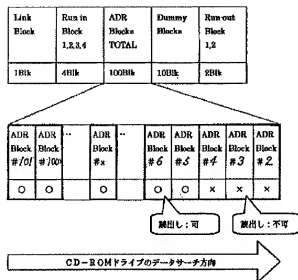 Link Block
Run in Block 1,2,3,4
ADR Blocks TOTAL
Dummy Blocks
Run-out Block 1,2
1Blk
4Blk
100Blk
10Blk
2Blk
ADR Block #101
ADR Block #100
..
ADR Block #x
..
ADR Block #6
ADR Block #5
ADR Block #4
ADR Block #3
ADR Block #2
○ ○ ○ ○ ○ × × ×
読出し:可
読出し:不可
CD-ROMドライブのデータサーチ方向